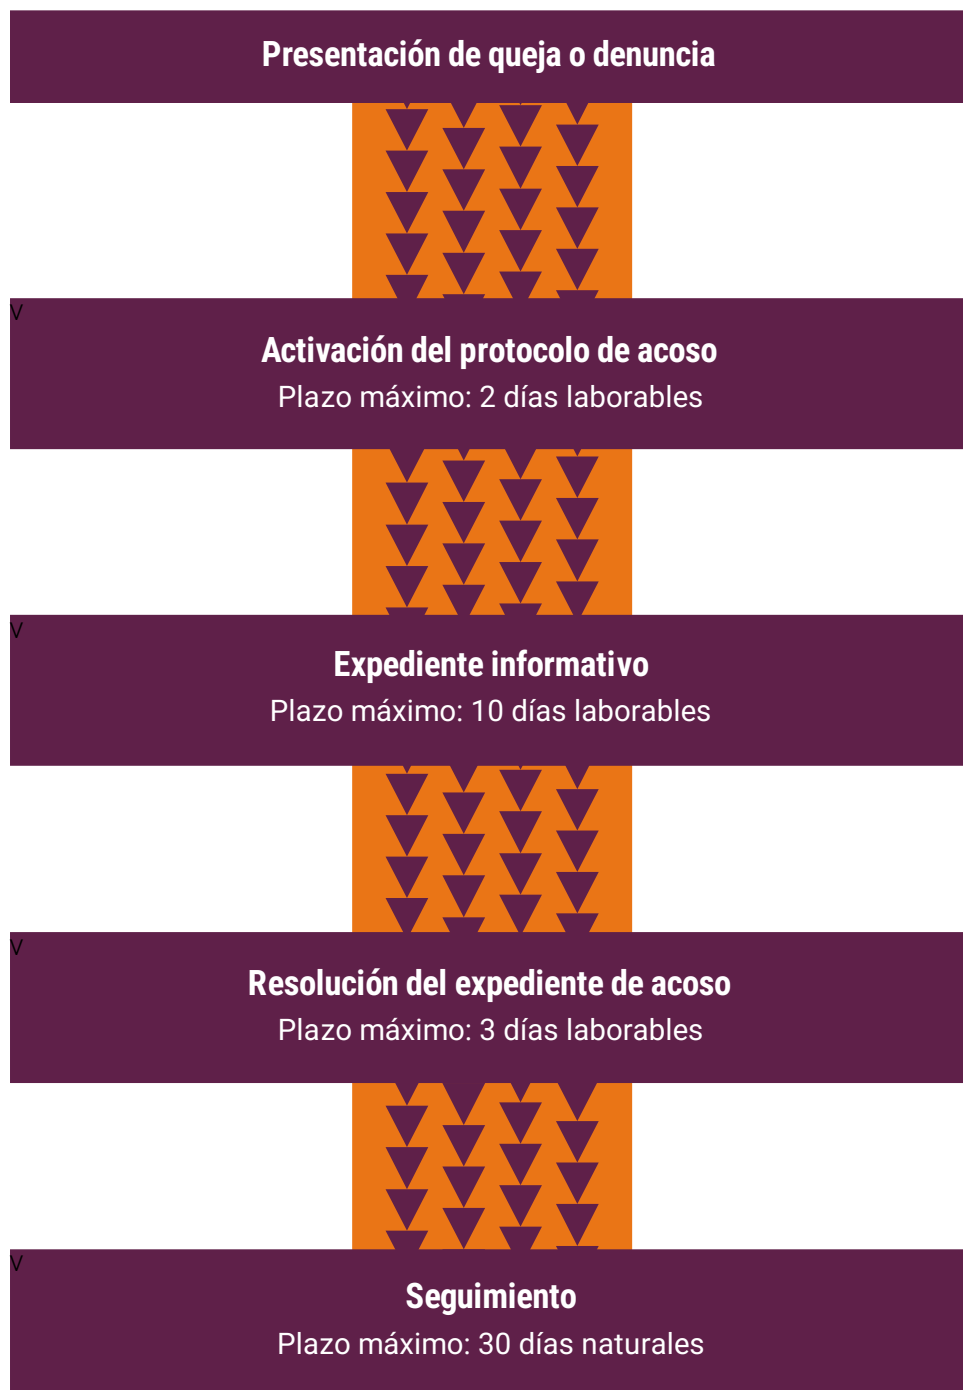 Presentación de queja o denuncia
V
Activación del protocolo de acoso
Plazo máximo: 2 días laborables
V
Expediente informativo
Plazo máximo: 10 días laborables
V
Resolución del expediente de acoso
Plazo máximo: 3 días laborables
V
Seguimiento
Plazo máximo: 30 días naturales